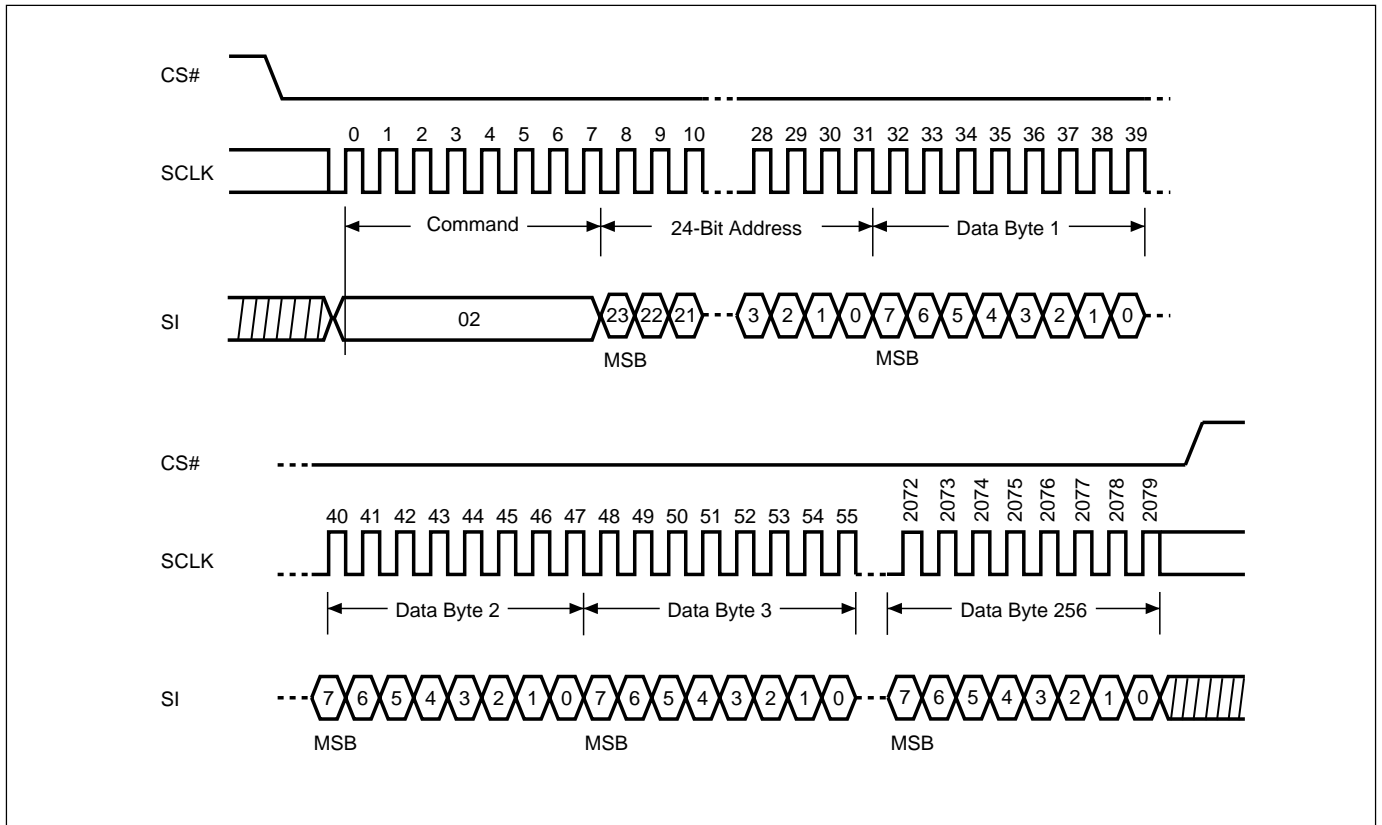 CS#
0 1 2 3 4 5 6 7 8 9 10 28 29 30 31 32 33 34 35 36 37 38 39
SCLK
Command 24-Bit Address Data Byte 1
SI 02 23 22 21 3 2 1 0 7 6 5 4 3 2 1 0
MSB MSB
CS#
40 41 42 43 44 45 46 47 48 49 50 51 52 53 54 55 2072 2073 2074 2075 2076 2077 2078 2079
SCLK
Data Byte 2 Data Byte 3 Data Byte 256
SI 7 6 5 4 3 2 1 0 7 6 5 4 3 2 1 0 7 6 5 4 3 2 1 0
MSB MSB MSB